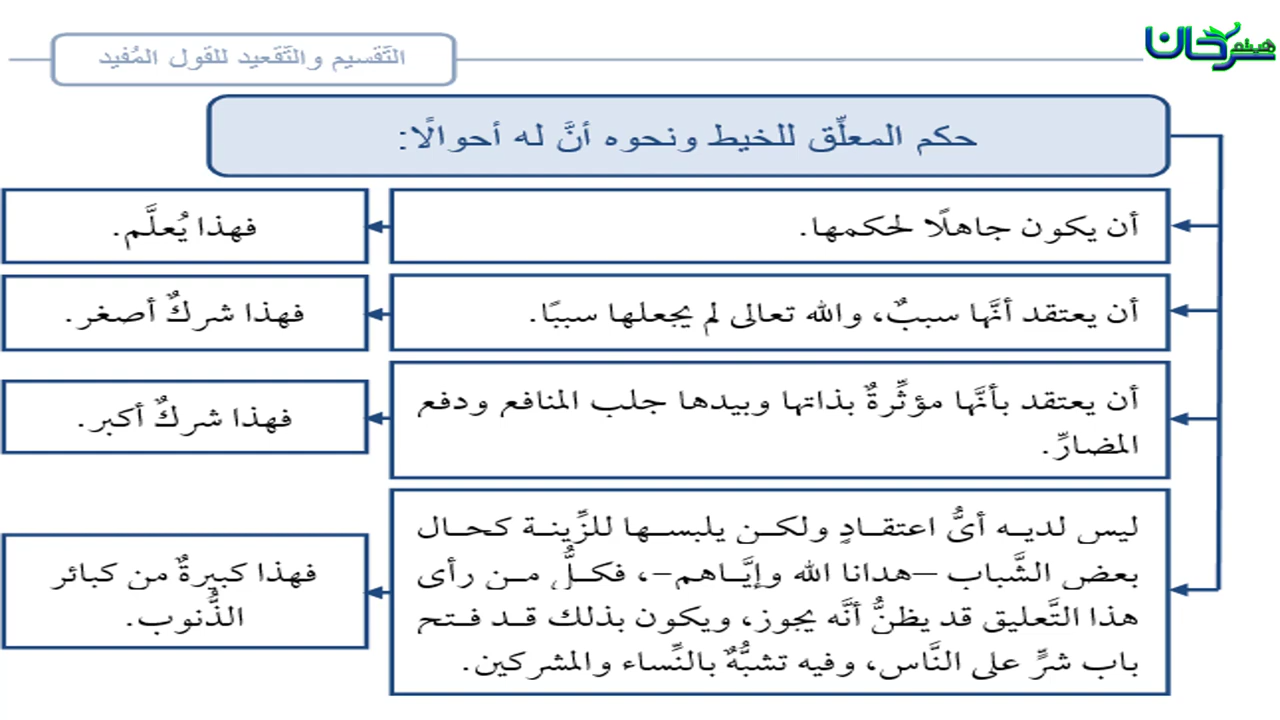 هيثم سرحان
التَّقسيم والتَّقعيد للقول المُفيد
حكم المعلِّق للخيط ونحوه أنَّ له أحوالًا:
أن يكون جاهلًا لحكمها.
فهذا يُعلَّم.
أن يعتقد أنَّها سببٌ، والله تعالى لم يجعلها سببًا.
فهذا شركٌ أصغر.
أن يعتقد بأنَّها مؤثِّرةٌ بذاتها وبيدها جلب المنافع ودفع
المضارِّ.
فهذا شركٌ أكبر.
ليس لديه أيُّ اعتقادٍ ولكن يلبسها للزِّينة كحال
بعض الشَّباب –هدانا الله وإيَّاهم–، فكلُّ من رأى
هذا التَّعليق قد يظنُّ أنَّه يجوز، ويكون بذلك قد فتح
باب شرٍّ على النَّاس، وفيه تشبُّهٌ بالنِّساء والمشركين.
فهذا كبيرةٌ من كبائر
الذُّنوب.